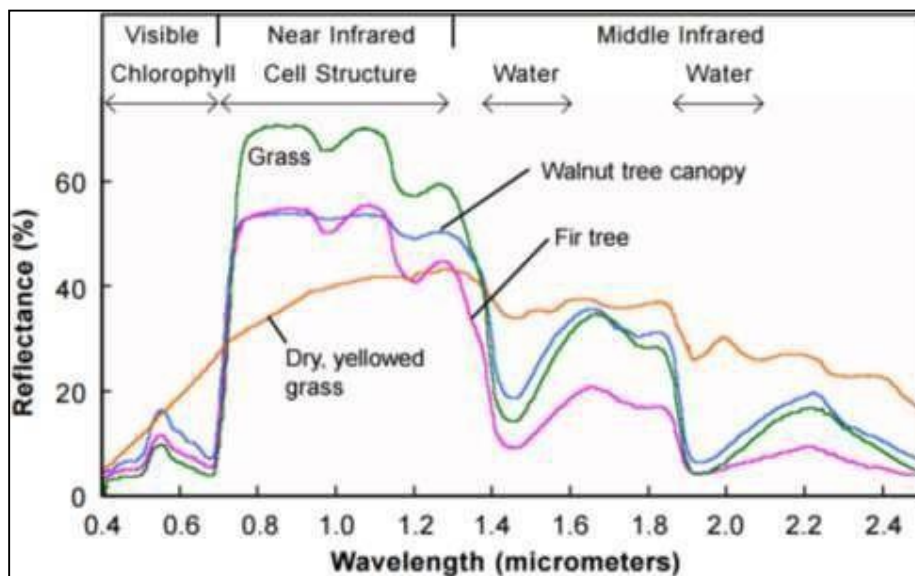 Visible Near Infrared Middle Infrared
Chlorophyll Cell Structure Water Water
Grass
Walnut tree canopy
Fir tree
Dry, yellowed
grass
Reflectance (%)
60
40
20
0
0.4 0.6 0.8 1.0 1.2 1.4 1.6 1.8 2.0 2.2 2.4
Wavelength (micrometers)